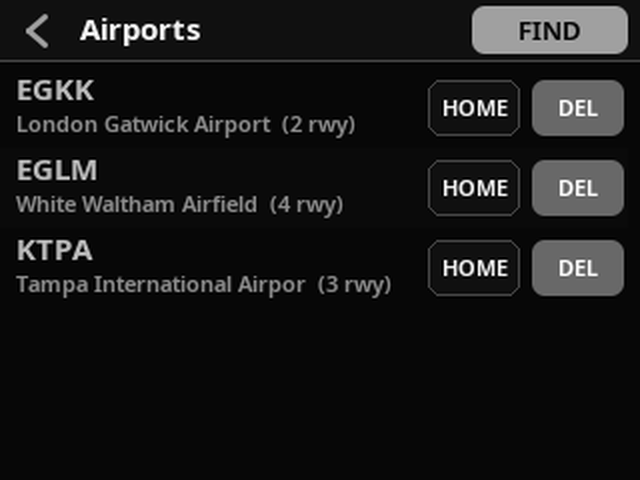 Airports
FIND
EGKK
London Gatwick Airport (2 rwy)
HOME
DEL
EGLM
White Waltham Airfield (4 rwy)
HOME
DEL
KTPA
Tampa International Airpor (3 rwy)
HOME
DEL